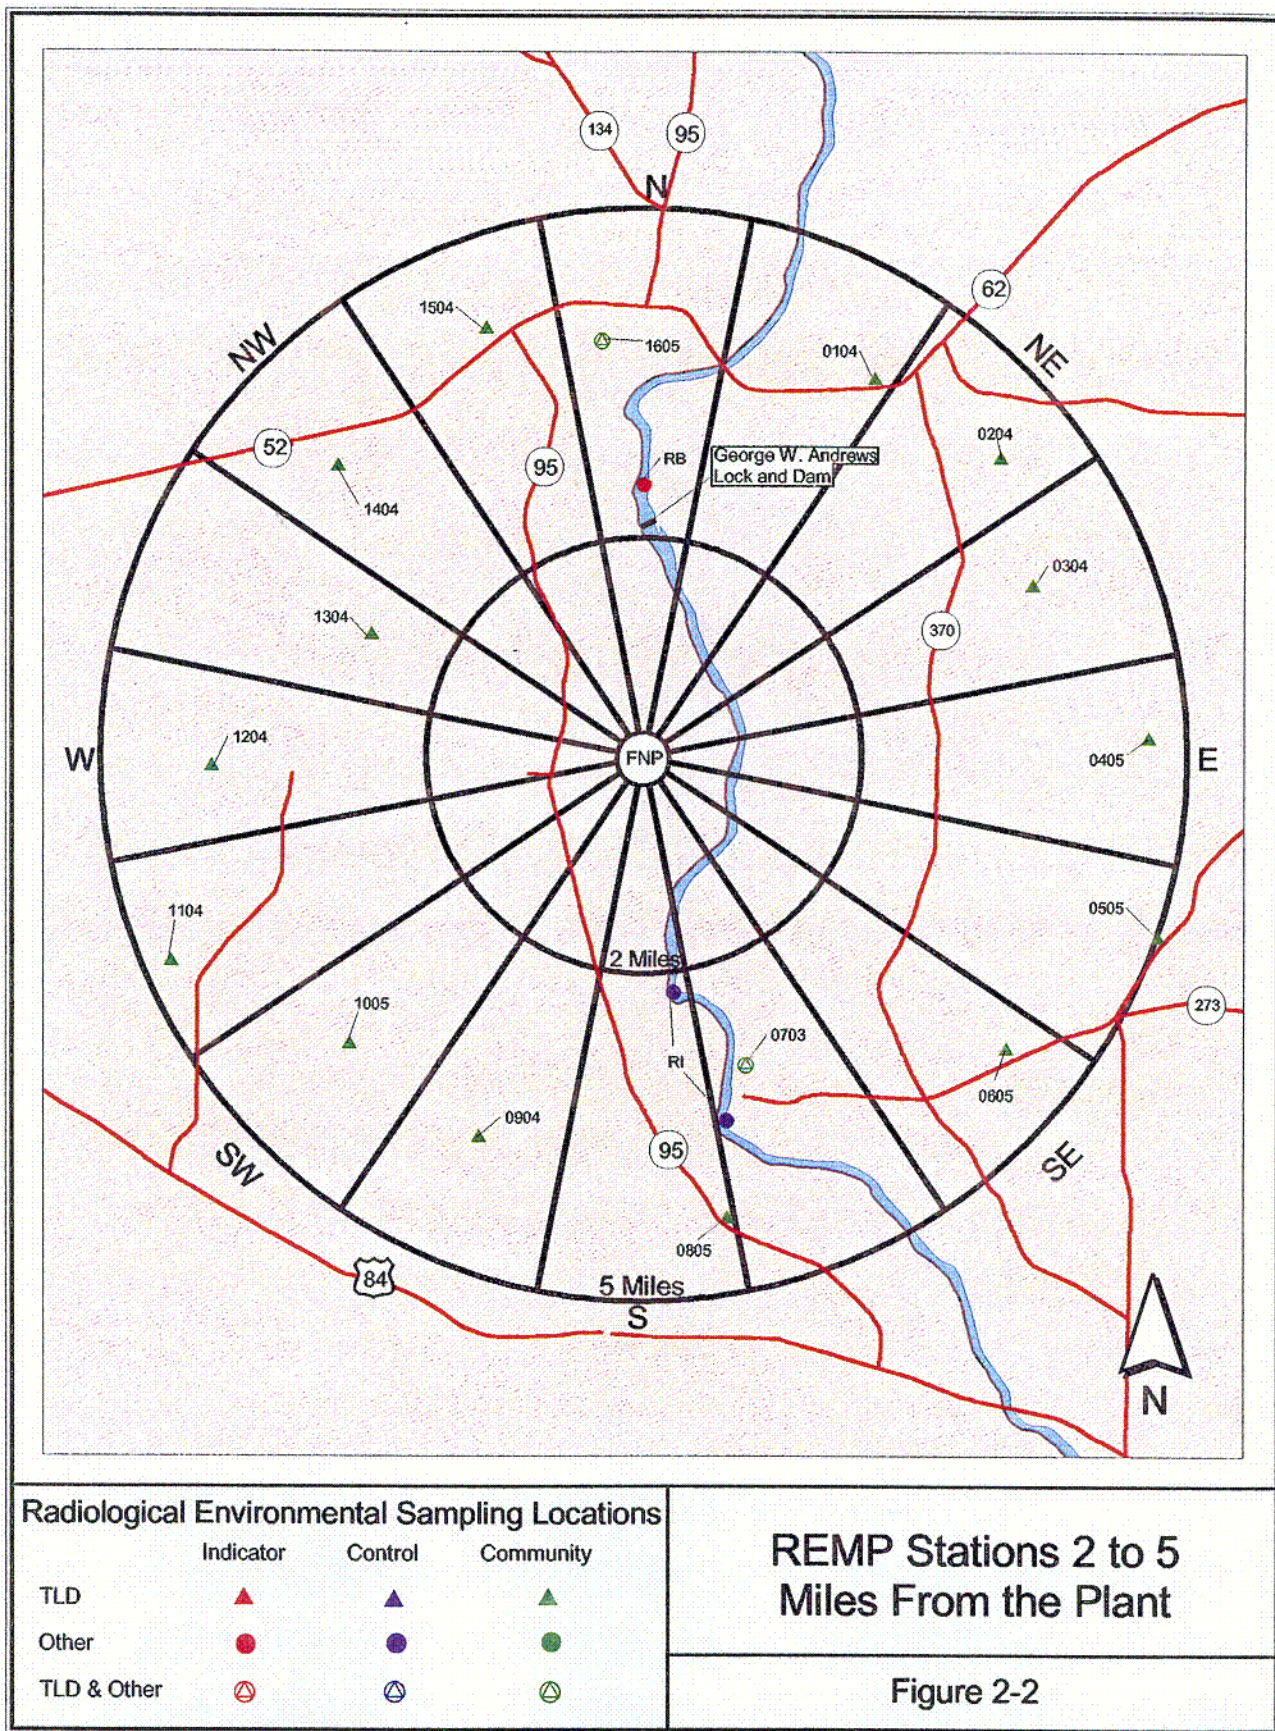 134
95
N
62
1504
NW
NE
1605
0104
52
95
0204
RB
George W. Andrews
Lock and Dam
1404
0304
1304
370
W
1204
FNP
0405
E
1104
0505
2 Miles
1005
273
0703
RI
0605
0904
95
SW
SE
0805
84
5 Miles
S
N
Radiological Environmental Sampling Locations
Indicator Control Community
TLD
Other
TLD & Other
REMP Stations 2 to 5
Miles From the Plant
Figure 2-2